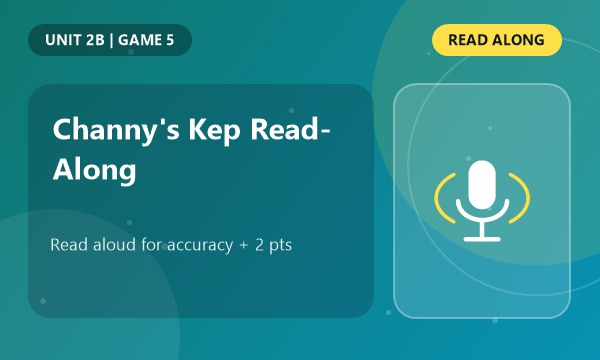 UNIT 2B | GAME 5
READ ALONG
Channy's Kep Read-
Along
Read aloud for accuracy + 2 pts